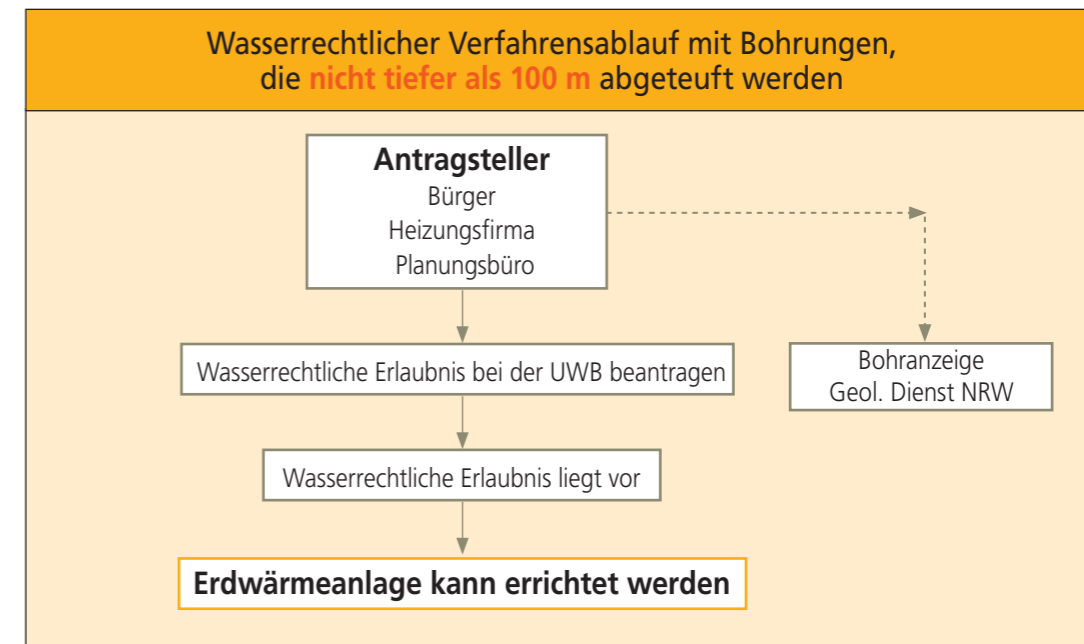 Wasserrechtlicher Verfahrensablauf mit Bohrungen,
die nicht tiefer als 100 m abgeteuft werden
Antragsteller
Bürger
Heizungsfirma
Planungsbüro
Wasserrechtliche Erlaubnis bei der UWB beantragen
Bohranzeige
Geol. Dienst NRW
Wasserrechtliche Erlaubnis liegt vor
Erdwärmeanlage kann errichtet werden